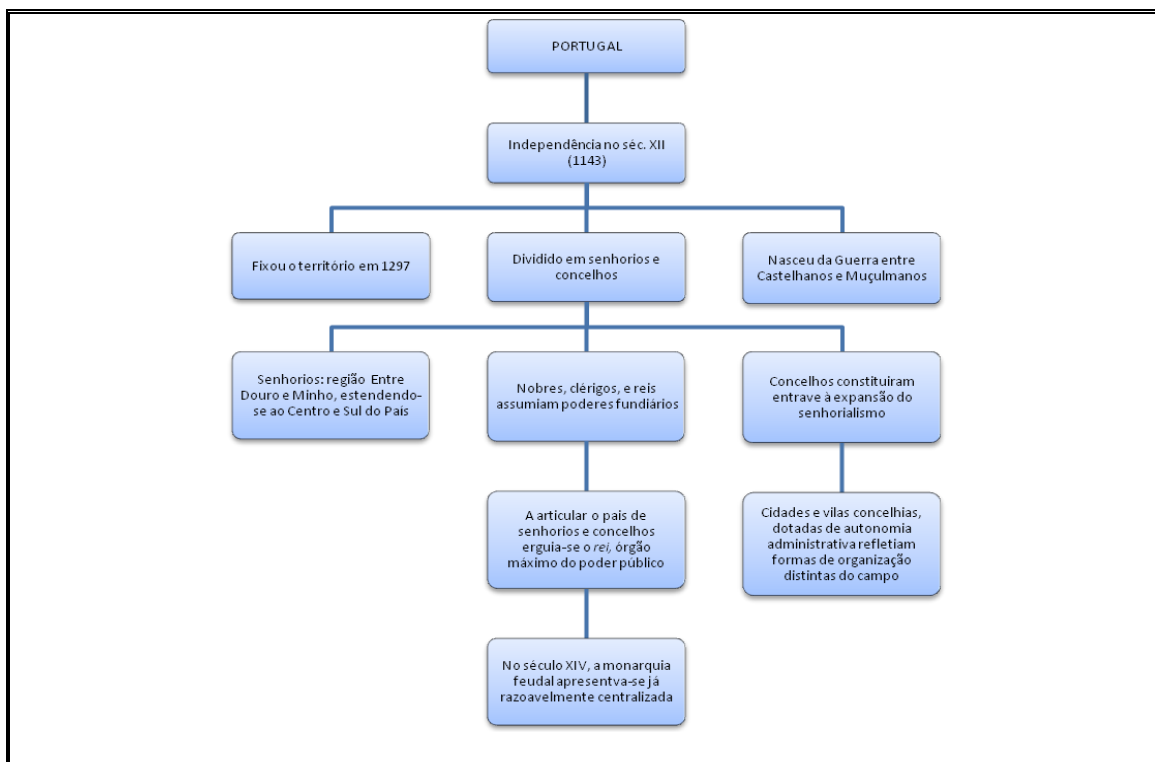 PORTUGAL
Independência no séc. XII
(1143)
Fixou o território em 1297
Dividido em senhorios e
concelhos
Nasceu da Guerra entre
Castelhanos e Muçulmanos
Senhorios: região Entre
Douro e Minho, estendendo-
se ao Centro e Sul do País
Nobres, clérigos, e reis
assumiam poderes fundiários
Concelhos constituiram
entrave à expansão do
senhorialismo
A articular o país de
senhorios e concelhos
erguia-se o rei, órgão
máximo do poder público
Cidades e vilas concelhias,
dotadas de autonomia
administrativa refletiam
formas de organização
distintas do campo
No século XIV, a monarquia
feudal apresentva-se já
razoavelmente centralizada